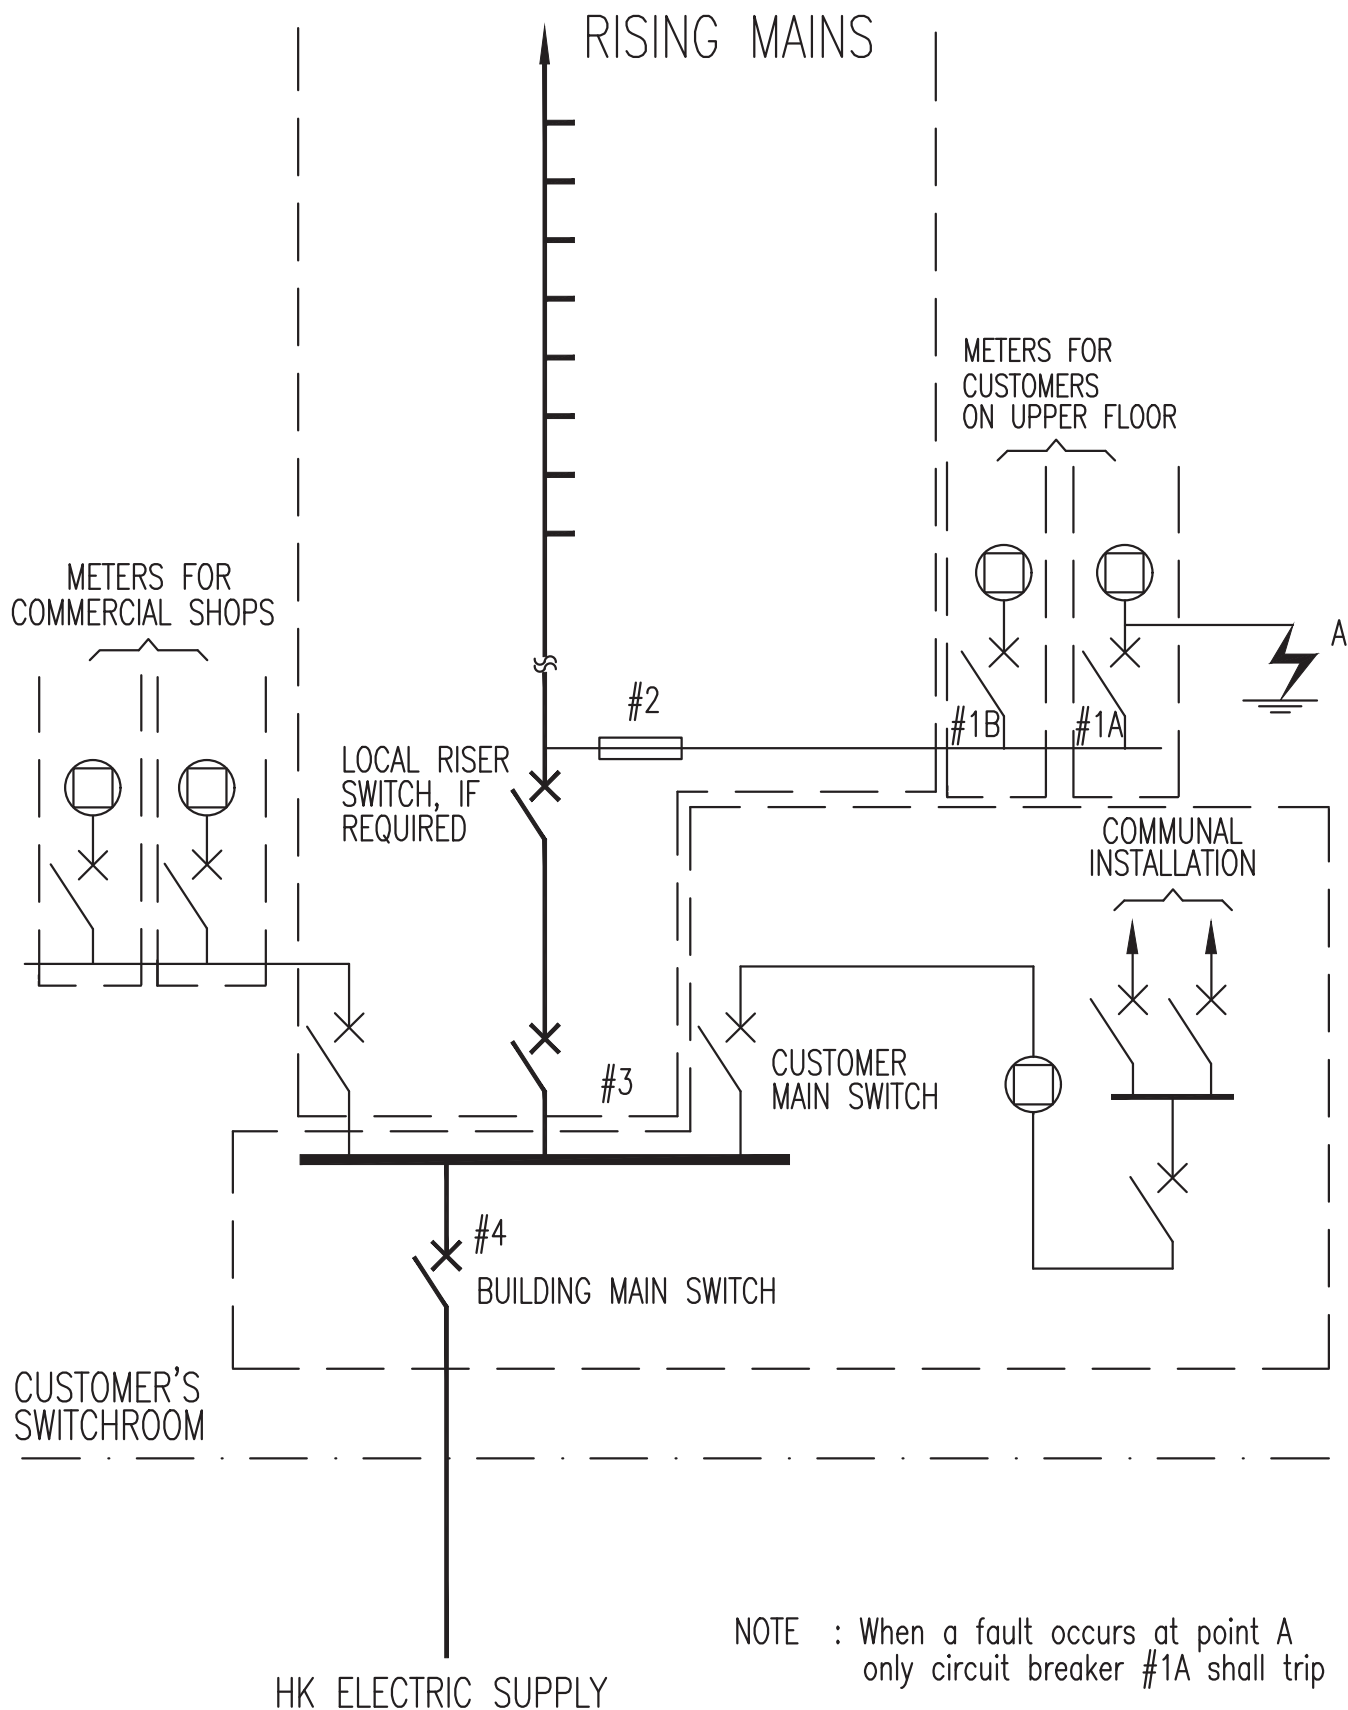 RISING MAINS
METERS FOR
CUSTOMERS
ON UPPER FLOOR
METERS FOR
COMMERCIAL SHOPS
A
#2
#1B
#1A
LOCAL RISER
SWITCH, IF
REQUIRED
COMMUNAL
INSTALLATION
CUSTOMER
MAIN SWITCH
#3
#4
BUILDING MAIN SWITCH
CUSTOMER'S
SWITCHROOM
NOTE : When a fault occurs at point A
only circuit breaker #1A shall trip
HK ELECTRIC SUPPLY